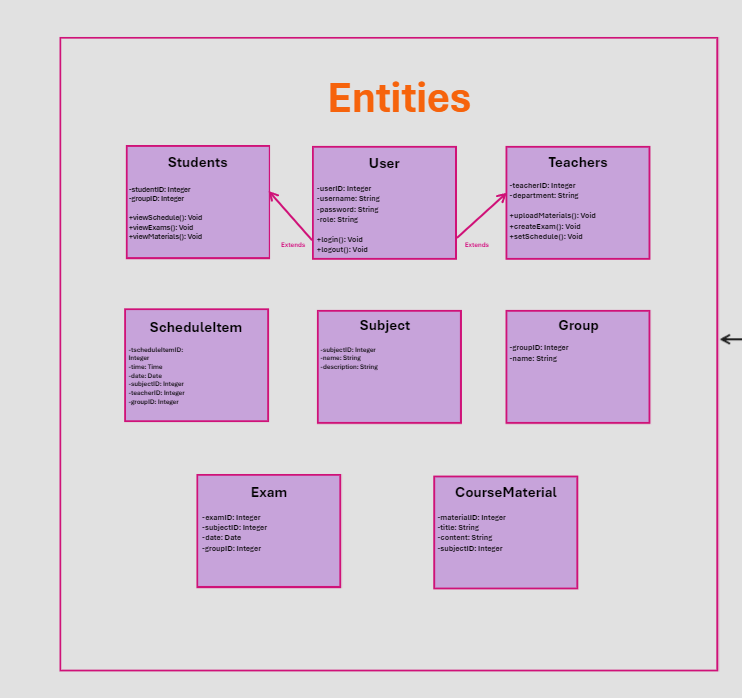 Entities
Students
-studentID: Integer
-groupID: Integer
+viewSchedule(): Void
+viewExams(): Void
+viewMaterials(): Void
User
-userID: Integer
-username: String
-password: String
-role: String
+login(): Void
+logout(): Void
Teachers
-teacherID: Integer
-department: String
+uploadMaterials(): Void
+createExam(): Void
+setSchedule(): Void
Extends
Extends
ScheduleItem
-tscheduleItemID:
Integer
-time: Time
-date: Date
-subjectID: Integer
-teacherID: Integer
-groupID: Integer
Subject
-subjectID: Integer
-name: String
-description: String
Group
-groupID: Integer
-name: String
Exam
-examID: Integer
-subjectID: Integer
-date: Date
-groupID: Integer
CourseMaterial
-materialID: Integer
-title: String
-content: String
-subjectID: Integer